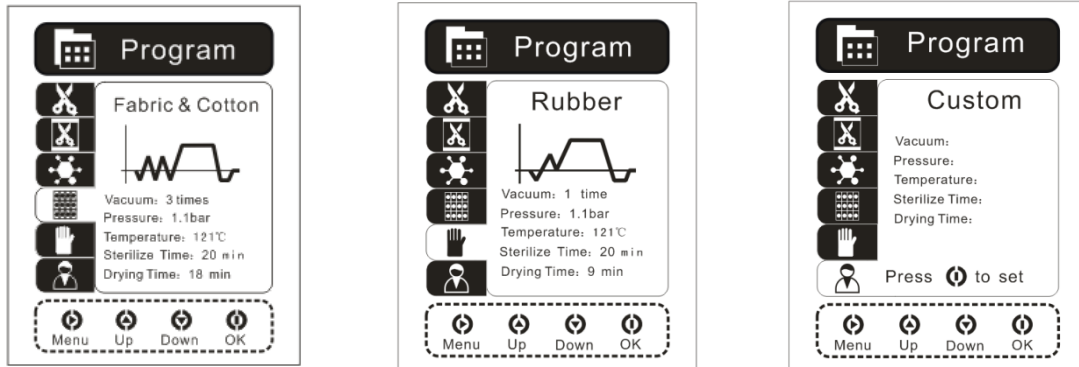 Program
Fabric & Cotton
Vacuum: 3 times
Pressure: 1.1bar
Temperature: 121℃
Sterilize Time: 20 min
Drying Time: 18 min
Menu Up Down OK
Program
Rubber
Vacuum: 1 time
Pressure: 1.1bar
Temperature: 121℃
Sterilize Time: 20 min
Drying Time: 9 min
Menu Up Down OK
Program
Custom
Vacuum:
Pressure:
Temperature:
Sterilize Time:
Drying Time:
Press to set
Menu Up Down OK